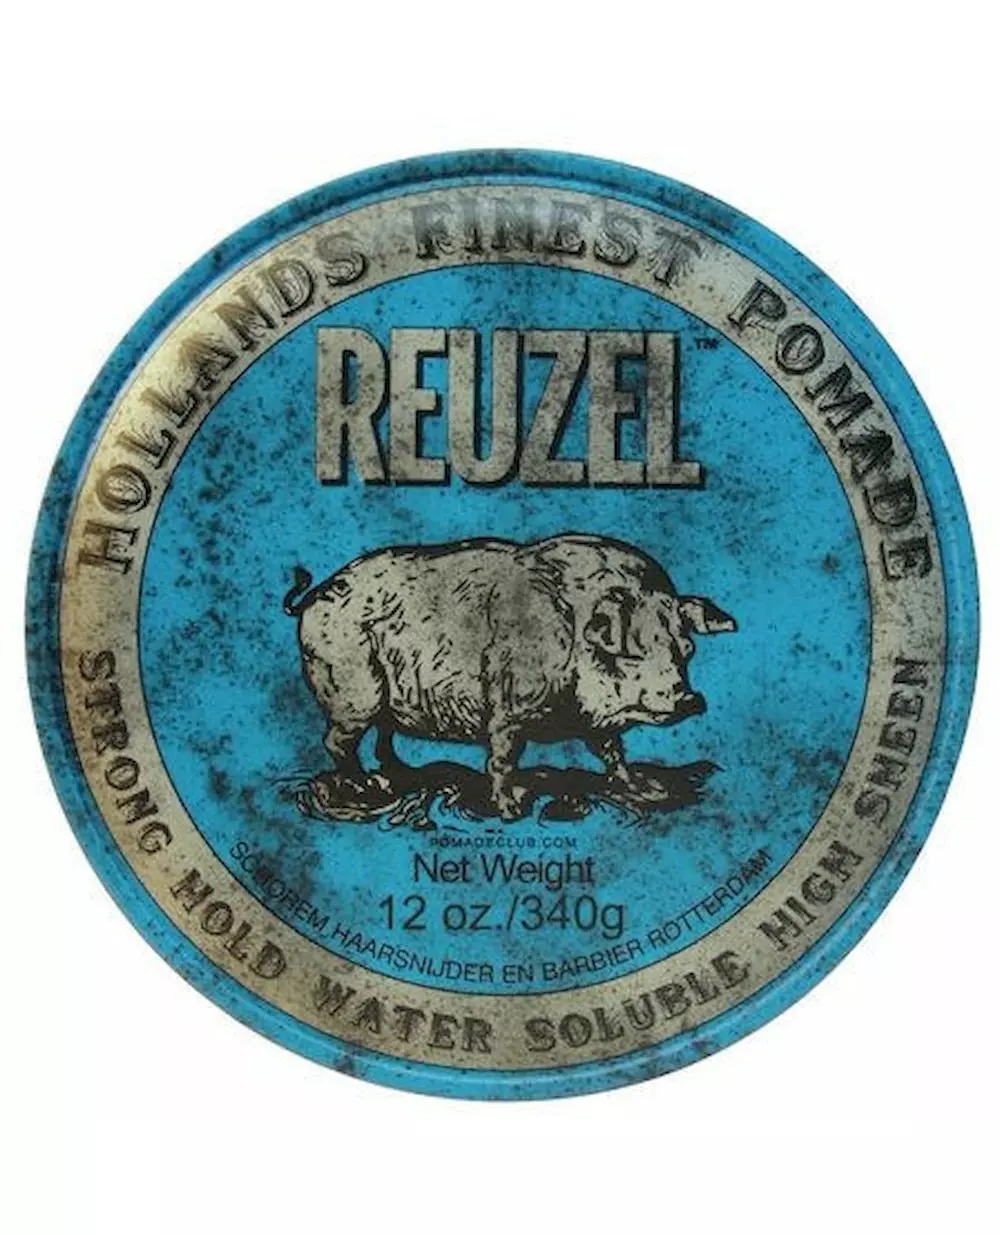 HOLLANDS FINEST POMADE
REUZEL™
POMADECLUB.COM
Net Weight
12 oz./340g
SCHOREM HAARSNIJDER EN BARBIER ROTTERDAM
STRONG HOLD WATER SOLUBLE HIGH SHEEN